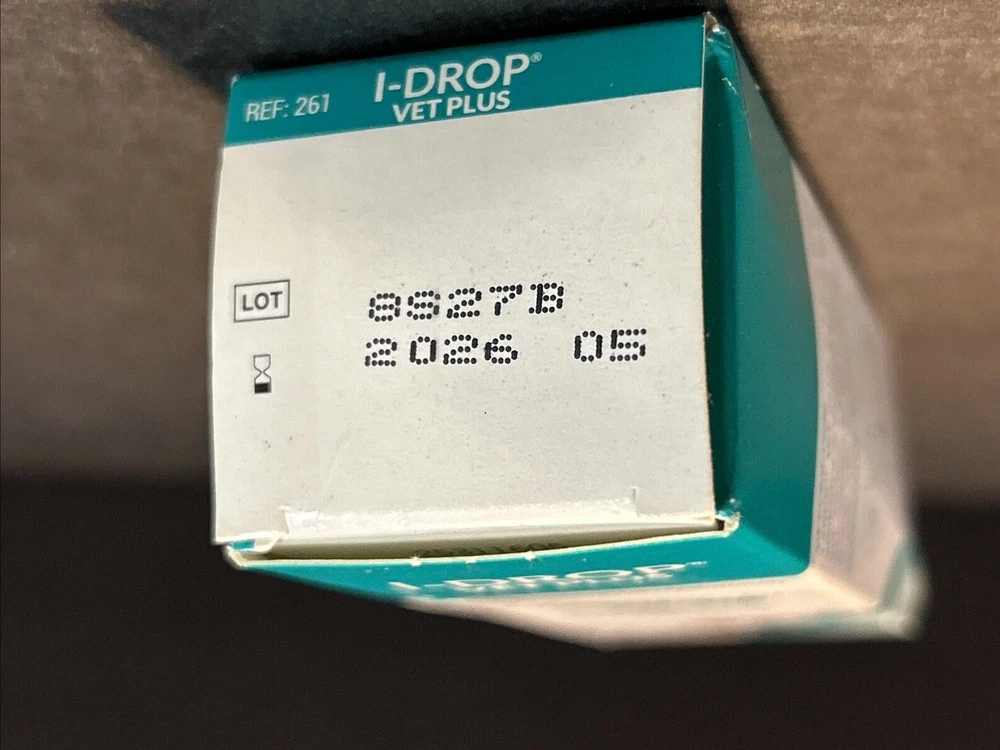 REF: 261
I-DROP®
VET PLUS
LOT
8S27B
2026 05
I-DROP